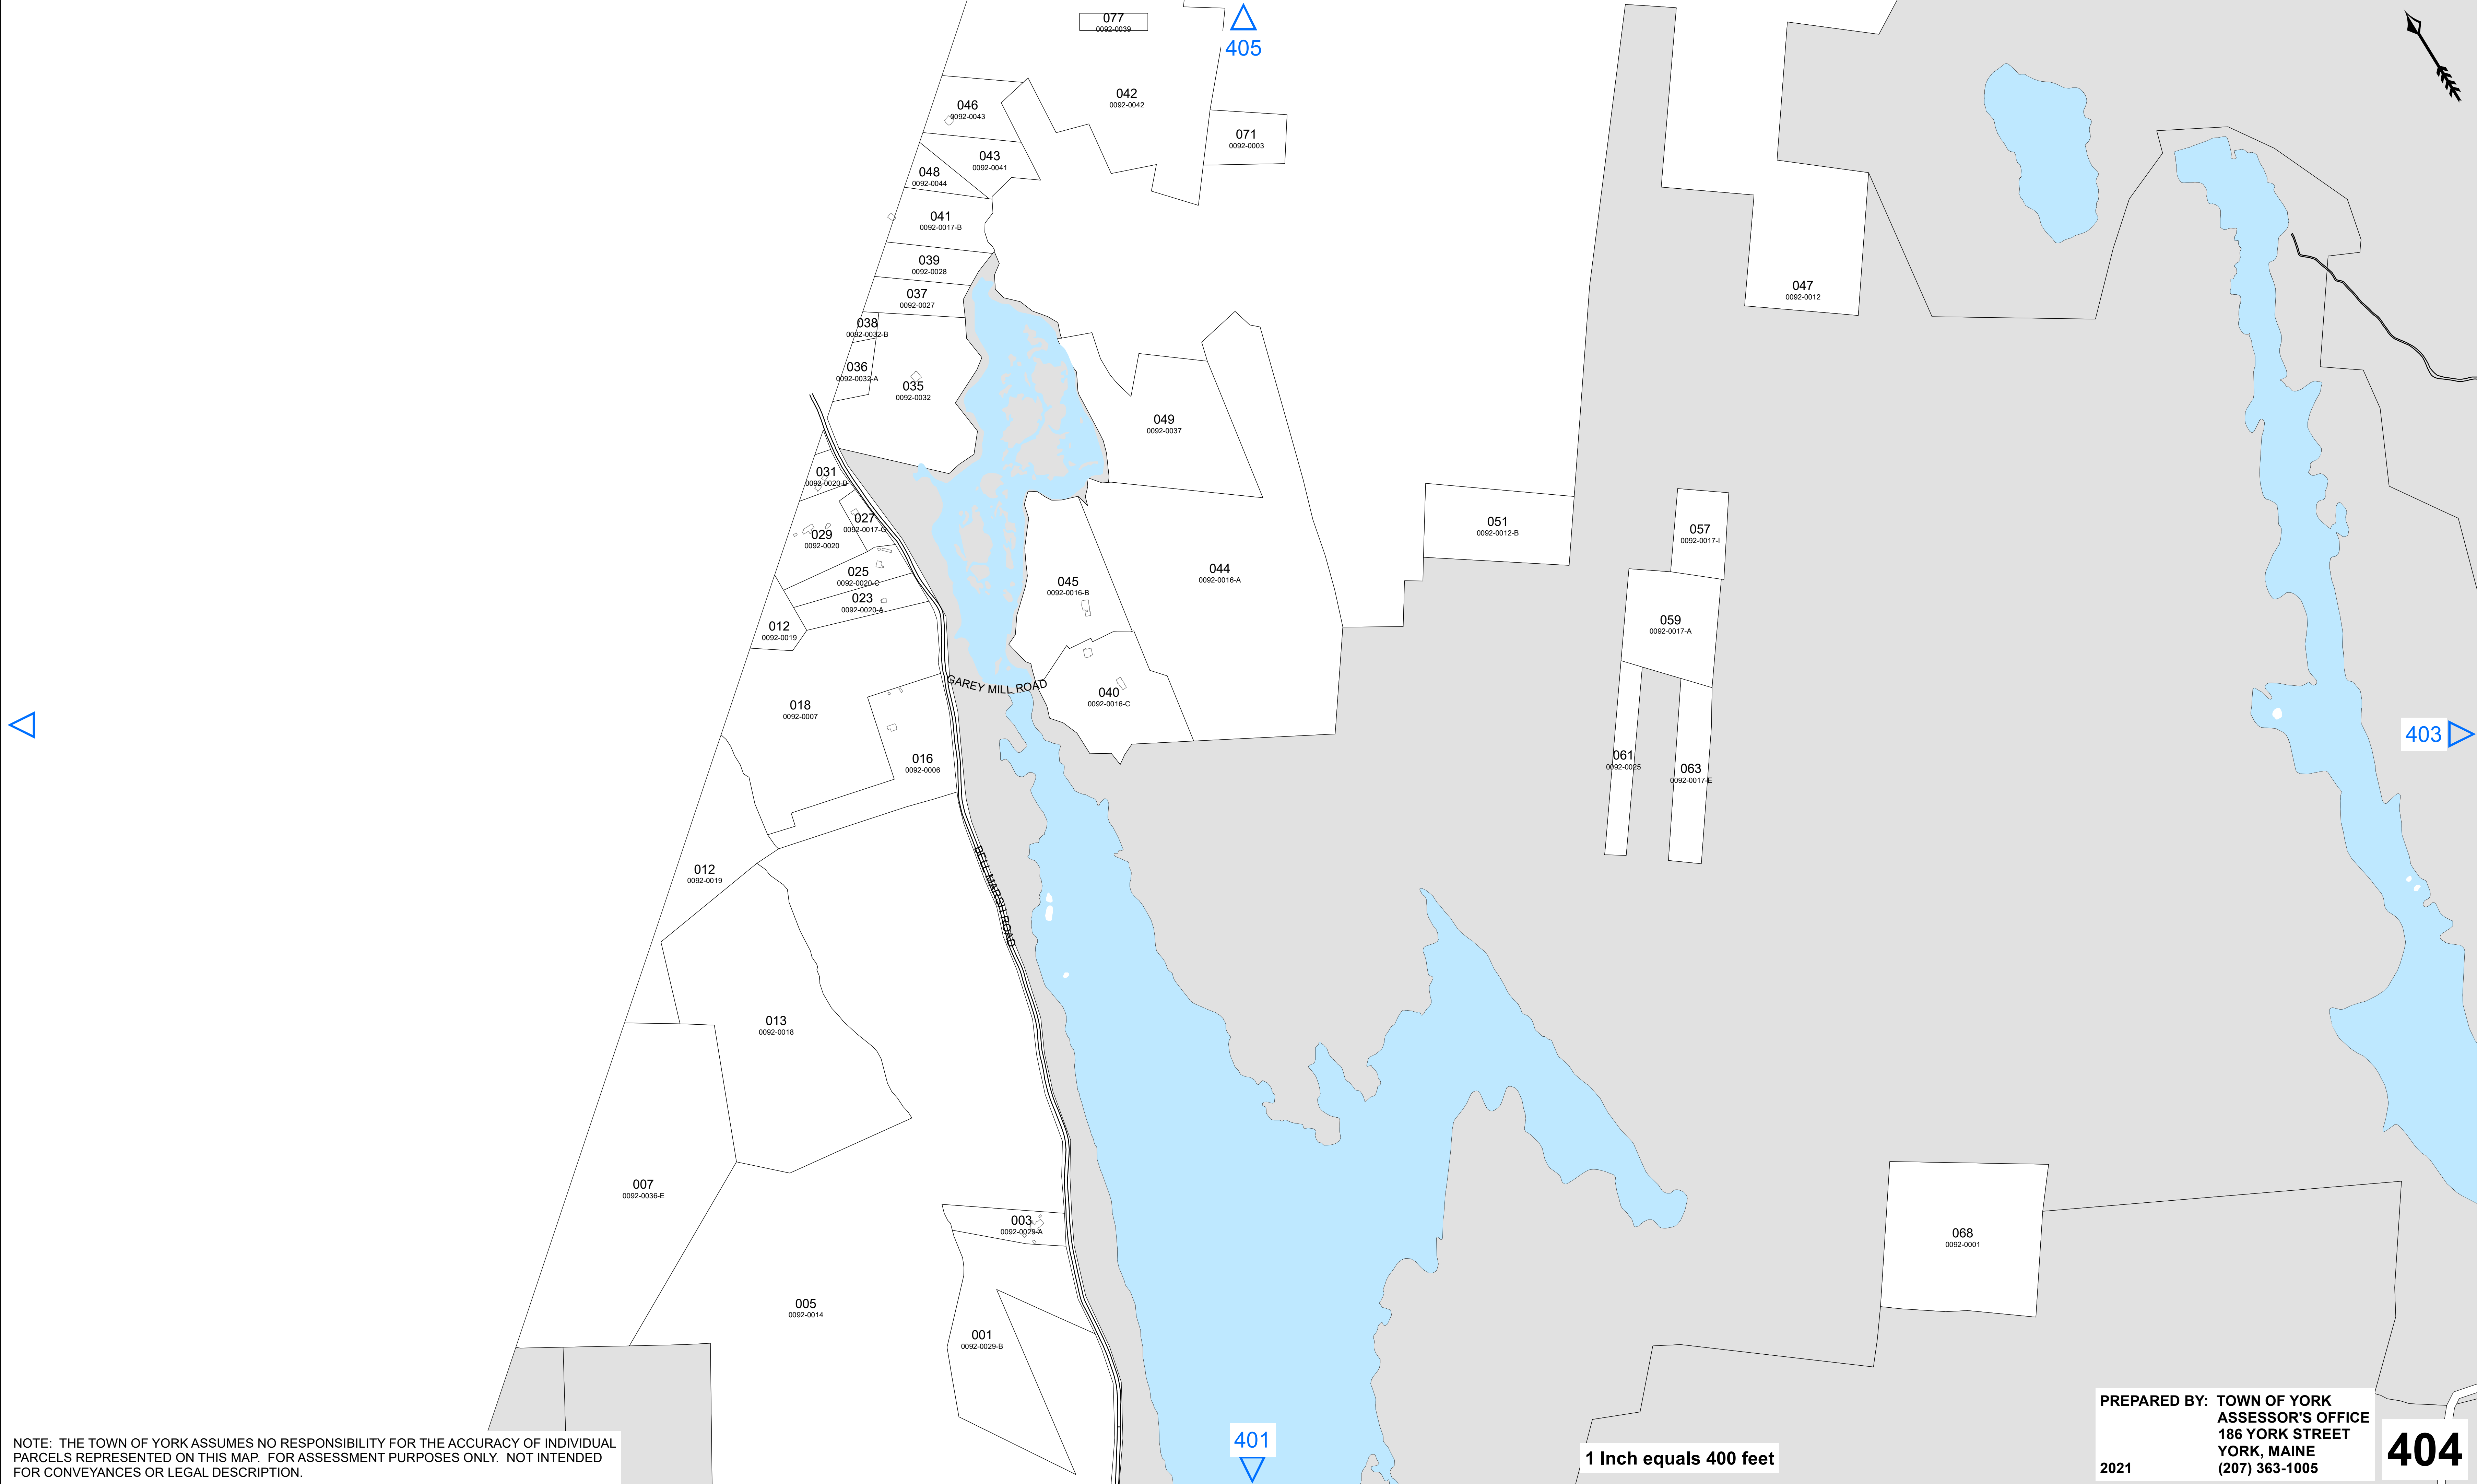 077
0092-0039
405
042
0092-0042
046
0092-0043
071
0092-0003
043
0092-0041
048
0092-0044
041
0092-0017-B
039
0092-0028
037
0092-0027
047
0092-0012
038
0092-0032-B
036
0092-0032-A
035
0092-0032
049
0092-0037
031
0092-0020-B
027
0092-0017-G
029
0092-0020
051
0092-0012-B
057
0092-0017-I
025
0092-0020-C
044
0092-0016-A
045
0092-0016-B
023
0092-0020-A
012
0092-0019
059
0092-0017-A
GAREY MILL ROAD
040
0092-0016-C
018
0092-0007
403
016
0092-0006
061
0092-0025
063
0092-0017-E
012
0092-0019
BELL MARSH ROAD
013
0092-0018
007
0092-0036-E
003
0092-0029-A
068
0092-0001
005
0092-0014
001
0092-0029-B
401
NOTE: THE TOWN OF YORK ASSUMES NO RESPONSIBILITY FOR THE ACCURACY OF INDIVIDUAL
PARCELS REPRESENTED ON THIS MAP. FOR ASSESSMENT PURPOSES ONLY. NOT INTENDED
FOR CONVEYANCES OR LEGAL DESCRIPTION.
1 Inch equals 400 feet
PREPARED BY: TOWN OF YORK
ASSESSOR'S OFFICE
186 YORK STREET
YORK, MAINE
2021 (207) 363-1005
404